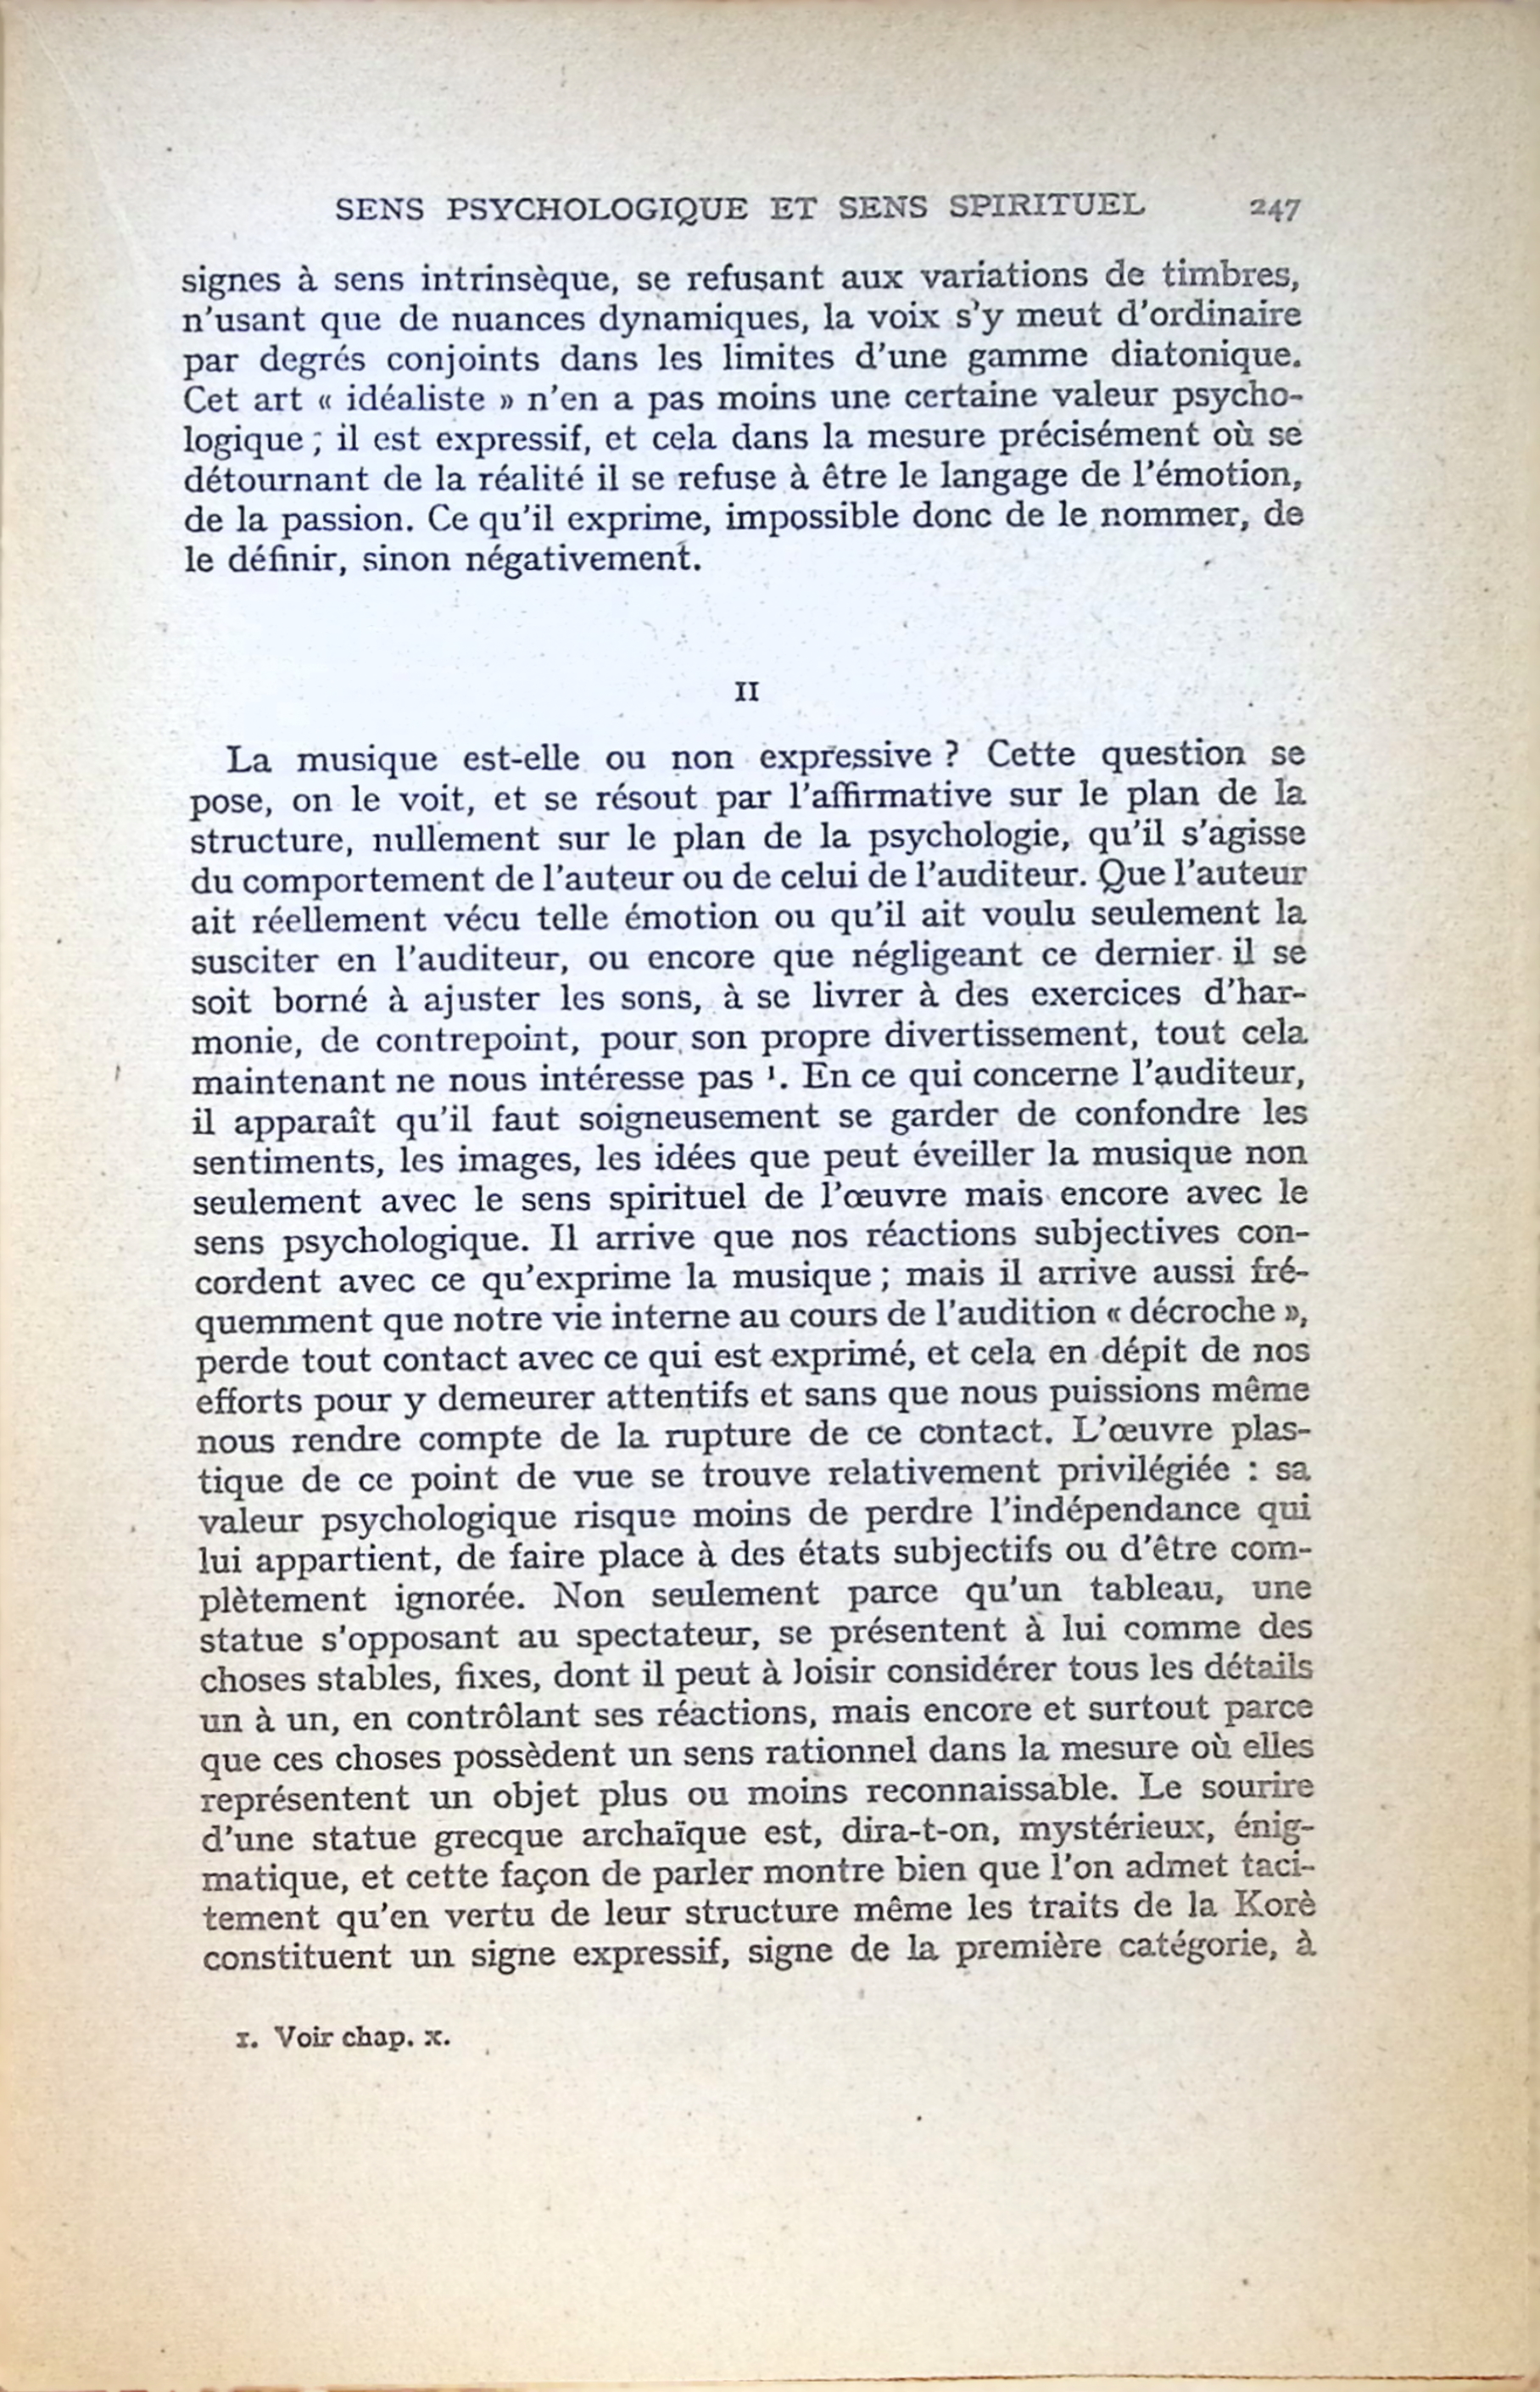 SENS PSYCHOLOGIQUE ET SENS SPIRITUEL 247
signes à sens intrinsèque, se refusant aux variations de timbres,
n'usant que de nuances dynamiques, la voix s'y meut d'ordinaire
par degrés conjoints dans les limites d'une gamme diatonique.
Cet art « idéaliste » n'en a pas moins une certaine valeur psycho-
logique ; il est expressif, et cela dans la mesure précisément où se
détournant de la réalité il se refuse à être le langage de l'émotion,
de la passion. Ce qu'il exprime, impossible donc de le nommer, de
le définir, sinon négativement.
II
La musique est-elle ou non expressive ? Cette question se
pose, on le voit, et se résout par l'affirmative sur le plan de la
structure, nullement sur le plan de la psychologie, qu'il s'agisse
du comportement de l'auteur ou de celui de l'auditeur. Que l'auteur
ait réellement vécu telle émotion ou qu'il ait voulu seulement la
susciter en l'auditeur, ou encore que négligeant ce dernier il se
soit borné à ajuster les sons, à se livrer à des exercices d'har-
monie, de contrepoint, pour son propre divertissement, tout cela
maintenant ne nous intéresse pas ¹. En ce qui concerne l'auditeur,
il apparaît qu'il faut soigneusement se garder de confondre les
sentiments, les images, les idées que peut éveiller la musique non
seulement avec le sens spirituel de l'œuvre mais encore avec le
sens psychologique. Il arrive que nos réactions subjectives con-
cordent avec ce qu'exprime la musique ; mais il arrive aussi fré-
quemment que notre vie interne au cours de l'audition « décroche »,
perde tout contact avec ce qui est exprimé, et cela en dépit de nos
efforts pour y demeurer attentifs et sans que nous puissions même
nous rendre compte de la rupture de ce contact. L'œuvre plas-
tique de ce point de vue se trouve relativement privilégiée : sa
valeur psychologique risque moins de perdre l'indépendance qui
lui appartient, de faire place à des états subjectifs ou d'être com-
plètement ignorée. Non seulement parce qu'un tableau, une
statue s'opposant au spectateur, se présentent à lui comme des
choses stables, fixes, dont il peut à loisir considérer tous les détails
un à un, en contrôlant ses réactions, mais encore et surtout parce
que ces choses possèdent un sens rationnel dans la mesure où elles
représentent un objet plus ou moins reconnaissable. Le sourire
d'une statue grecque archaïque est, dira-t-on, mystérieux, énig-
matique, et cette façon de parler montre bien que l'on admet taci-
tement qu'en vertu de leur structure même les traits de la Korè
constituent un signe expressif, signe de la première catégorie, à
1. Voir chap. x.